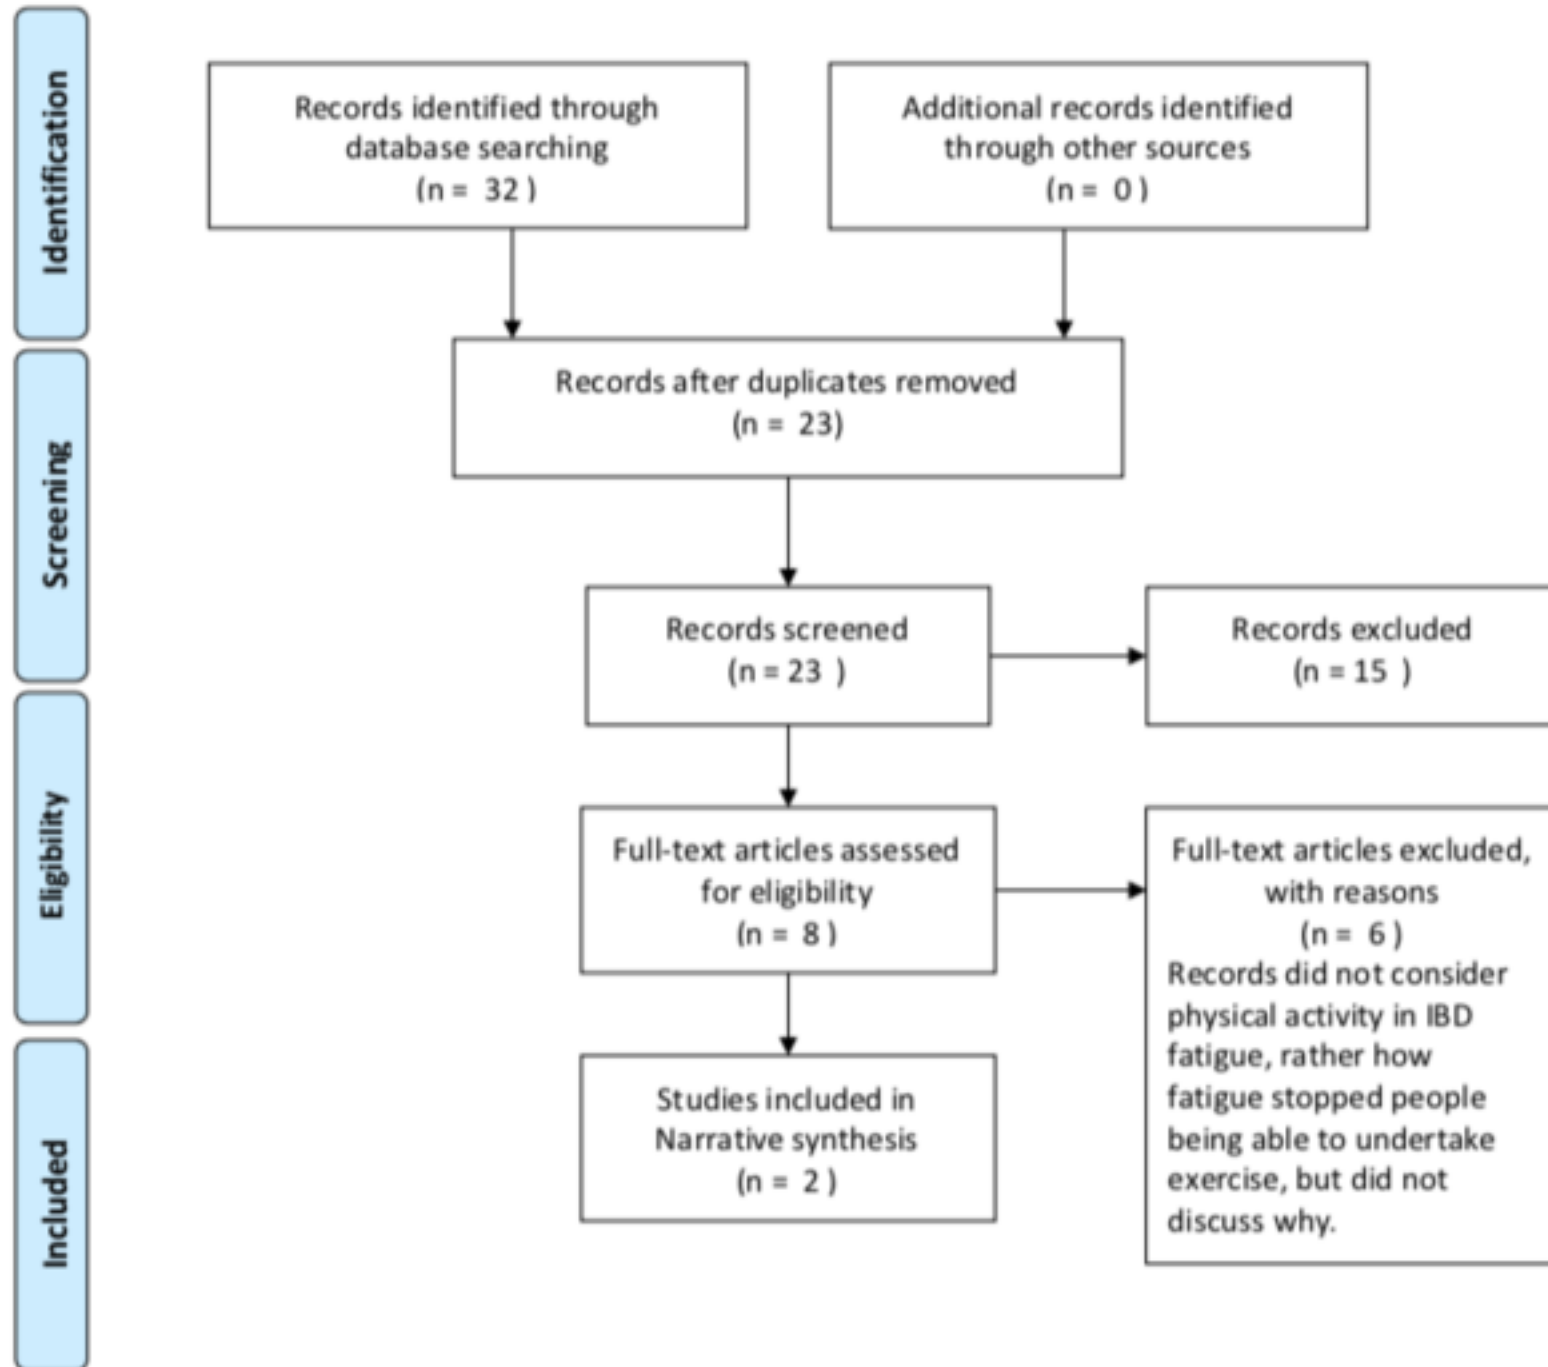 Identification
Records identified through
database searching
(n = 32 )
Additional records identified
through other sources
(n = 0 )
Screening
Records after duplicates removed
(n = 23)
Records screened
(n = 23 )
Records excluded
(n = 15 )
Eligibility
Full-text articles assessed
for eligibility
(n = 8 )
Full-text articles excluded,
with reasons
(n = 6 )
Records did not consider
physical activity in IBD
fatigue, rather how
fatigue stopped people
being able to undertake
exercise, but did not
discuss why.
Included
Studies included in
Narrative synthesis
(n = 2 )